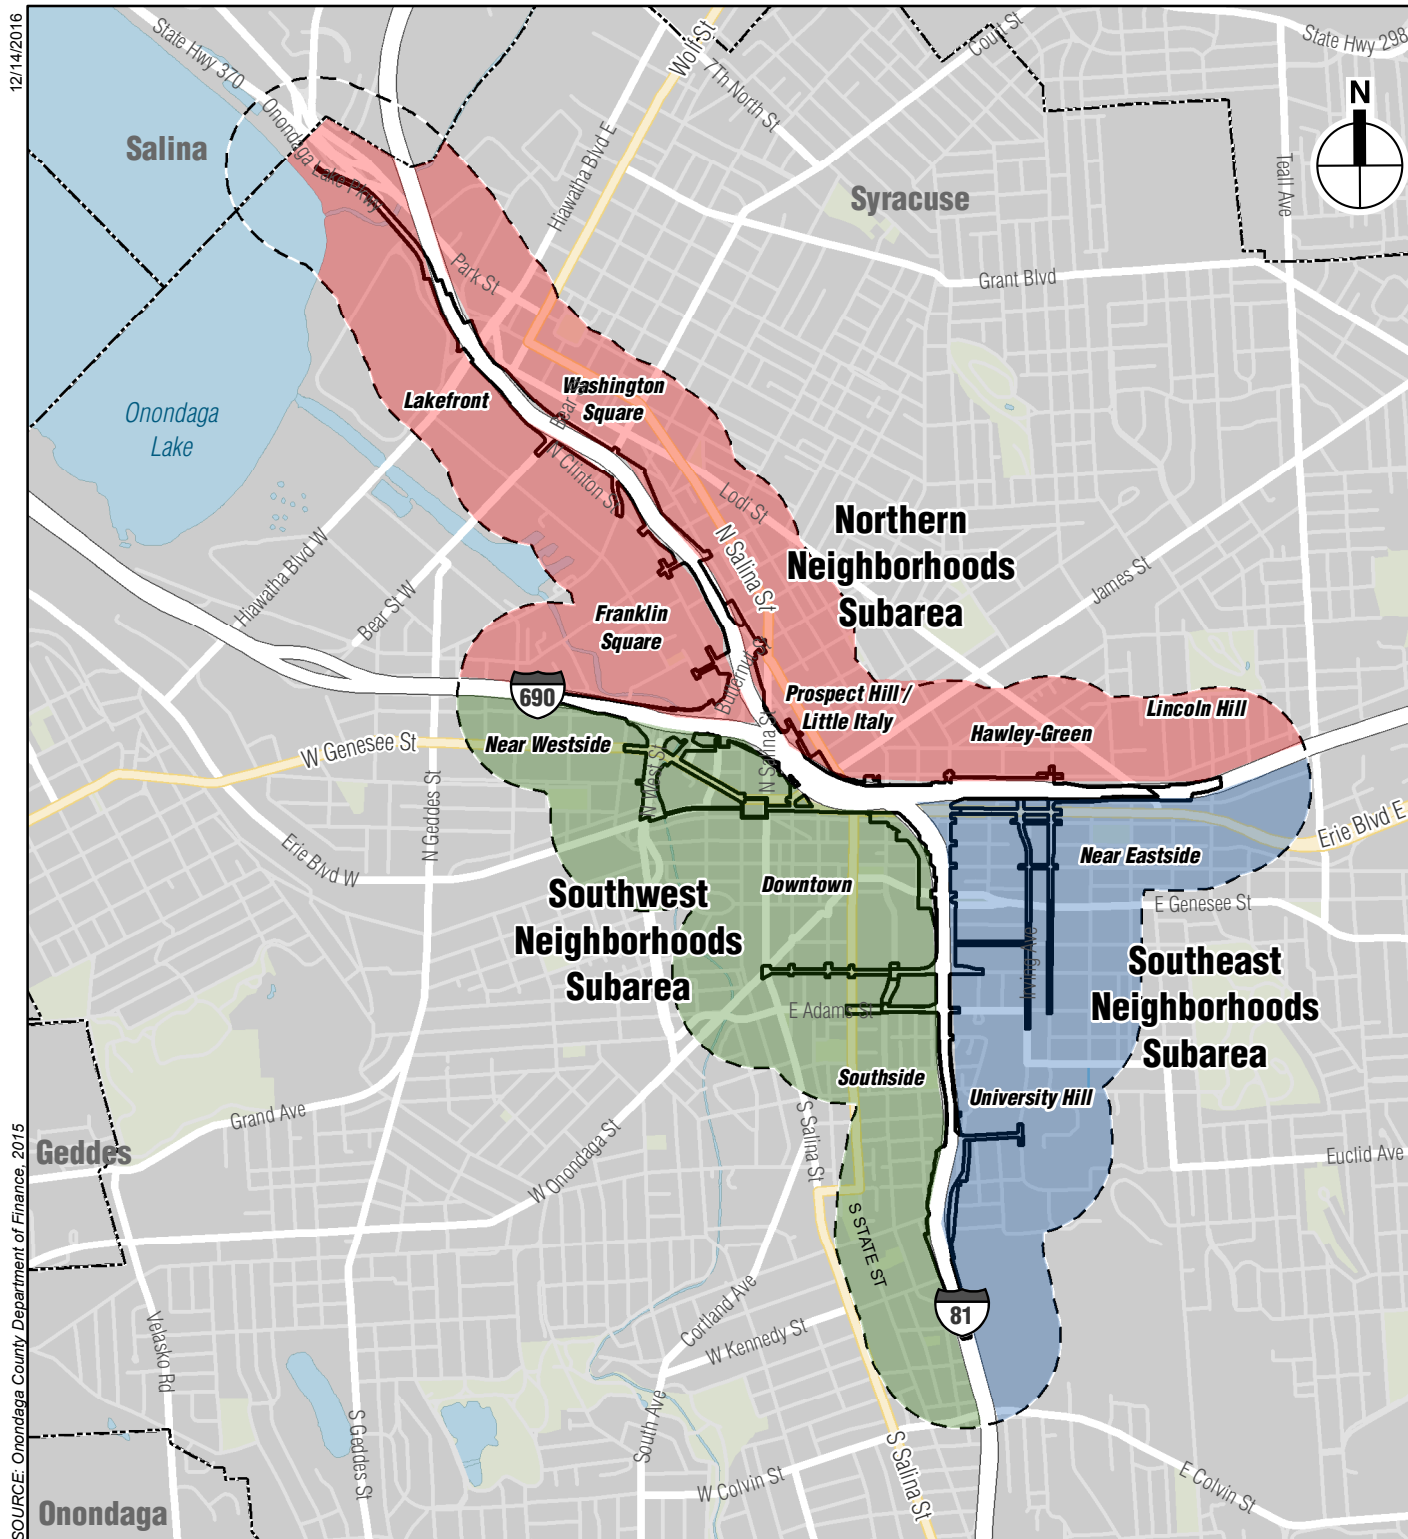 12/14/2016
State Hwy 370
Wolf St
Court St
State Hwy 298
7Th North St
N
Onondaga Lake Pkwy
Salina
Hiawatha Blvd E
Teall Ave
Syracuse
Park St
Grant Blvd
Washington
Square
Bear St
Lakefront
Onondaga
Lake
N Clinton St
Lodi St
Northern
Neighborhoods
Subarea
N Salina St
Hiawatha Blvd W
Bear St W
James St
Franklin
Square
Butternut St
690
Prospect Hill /
Little Italy
Lincoln Hill
Hawley-Green
N Salina St
W Genesee St
Near Westside
N West St
N Geddes St
Erie Blvd E
Erie Blvd W
Near Eastside
Downtown
Southwest
Neighborhoods
Subarea
E Genesee St
Irving Ave
Southeast
Neighborhoods
Subarea
E Adams St
Southside
University Hill
Grand Ave
S Salina St
Geddes
W Onondaga St
Euclid Ave
S STATE ST
81
Cortland Ave
W Kennedy St
Velasko Rd
South Ave
S Geddes St
S Salina St
W Colvin St
E Colvin St
Onondaga
SOURCE: Onondaga County Department of Finance, 2015